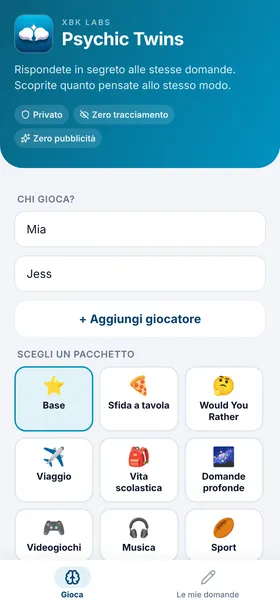 XBK LABS
Psychic Twins
Rispondete in segreto alle stesse domande.
Scoprite quanto pensate allo stesso modo.
Privato
Zero tracciamento
Zero pubblicità
CHI GIOCA?
Mia
Jess
+ Aggiungi giocatore
SCEGLI UN PACCHETTO
Base
Sfida a tavola
Would You
Rather
Viaggio
Vita
scolastica
Domande
profonde
Videogiochi
Musica
Sport
Gioca
Le mie domande